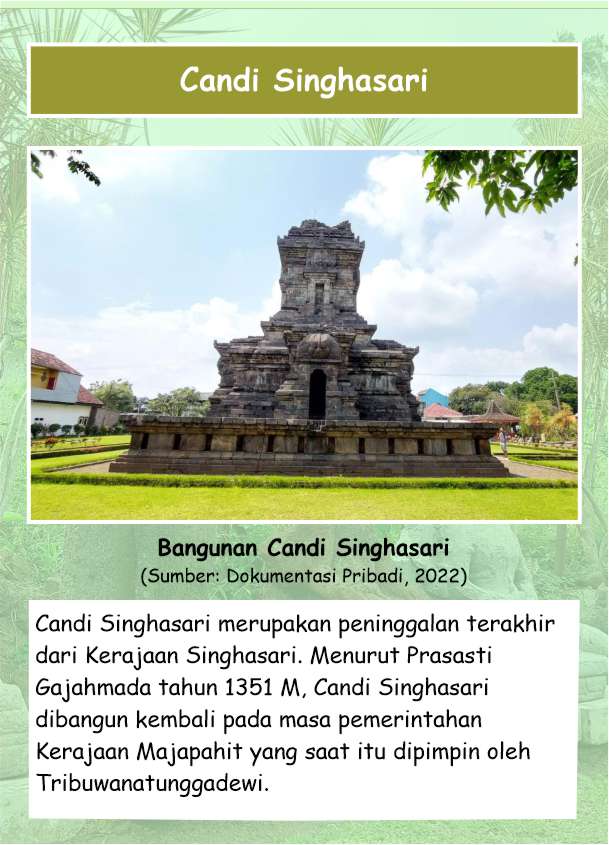 Candi Singhasari
Bangunan Candi Singhasari
(Sumber: Dokumentasi Pribadi, 2022)
Candi Singhasari merupakan peninggalan terakhir
dari Kerajaan Singhasari. Menurut Prasasti
Gajahmada tahun 1351 M, Candi Singhasari
dibangun kembali pada masa pemerintahan
Kerajaan Majapahit yang saat itu dipimpin oleh
Tribuwanatunggadewi.